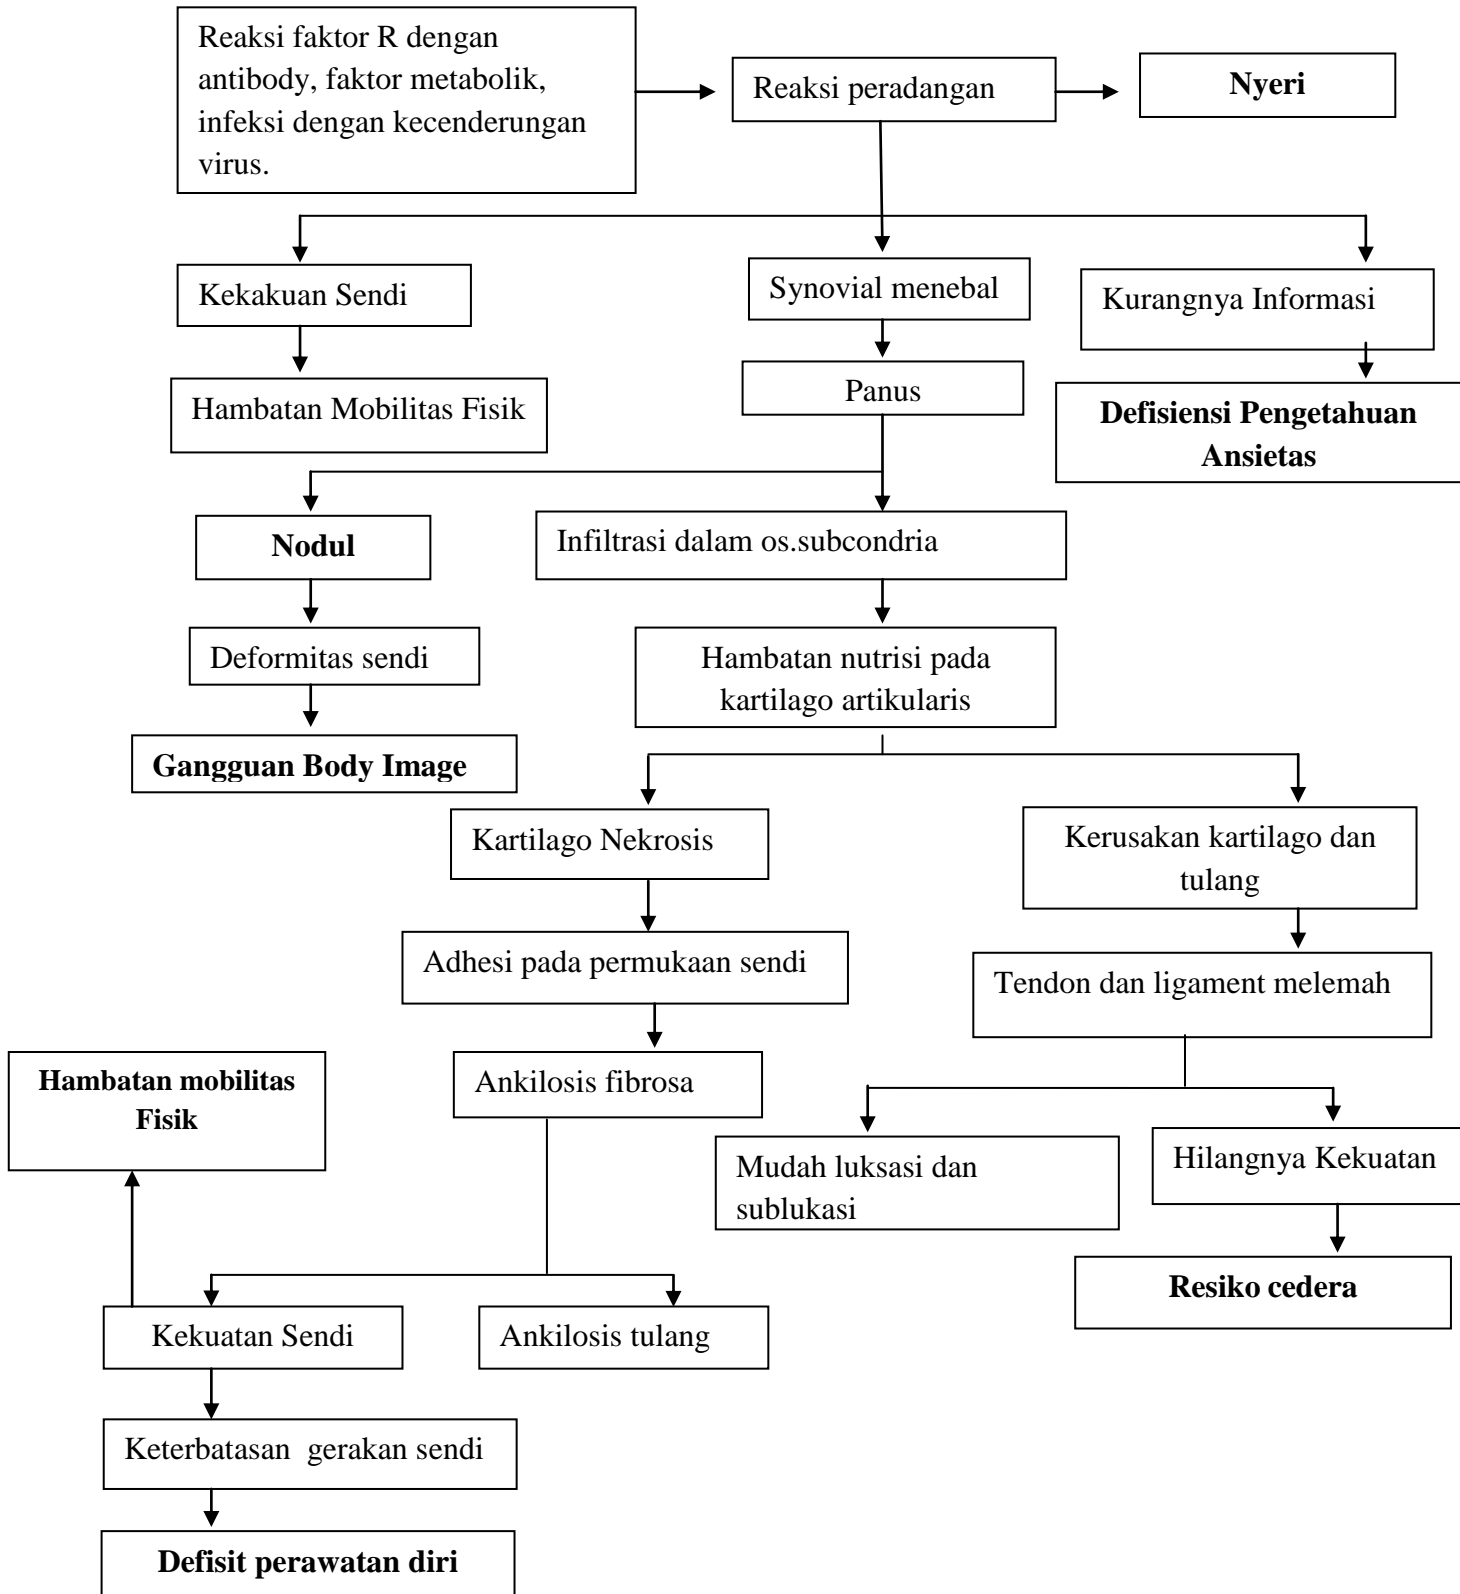 Reaksi faktor R dengan
antibody, faktor metabolik,
infeksi dengan kecenderungan
virus.
Reaksi peradangan
Nyeri
Kekakuan Sendi
Synovial menebal
Kurangnya Informasi
Hambatan Mobilitas Fisik
Panus
Defisiensi Pengetahuan
Ansietas
Nodul
Infiltrasi dalam os.subcondria
Deformitas sendi
Hambatan nutrisi pada
kartilago artikularis
Gangguan Body Image
Kartilago Nekrosis
Kerusakan kartilago dan
tulang
Adhesi pada permukaan sendi
Tendon dan ligament melemah
Hambatan mobilitas
Fisik
Ankilosis fibrosa
Mudah luksasi dan
sublukasi
Hilangnya Kekuatan
Resiko cedera
Kekuatan Sendi
Ankilosis tulang
Keterbatasan  gerakan sendi
Defisit perawatan diri